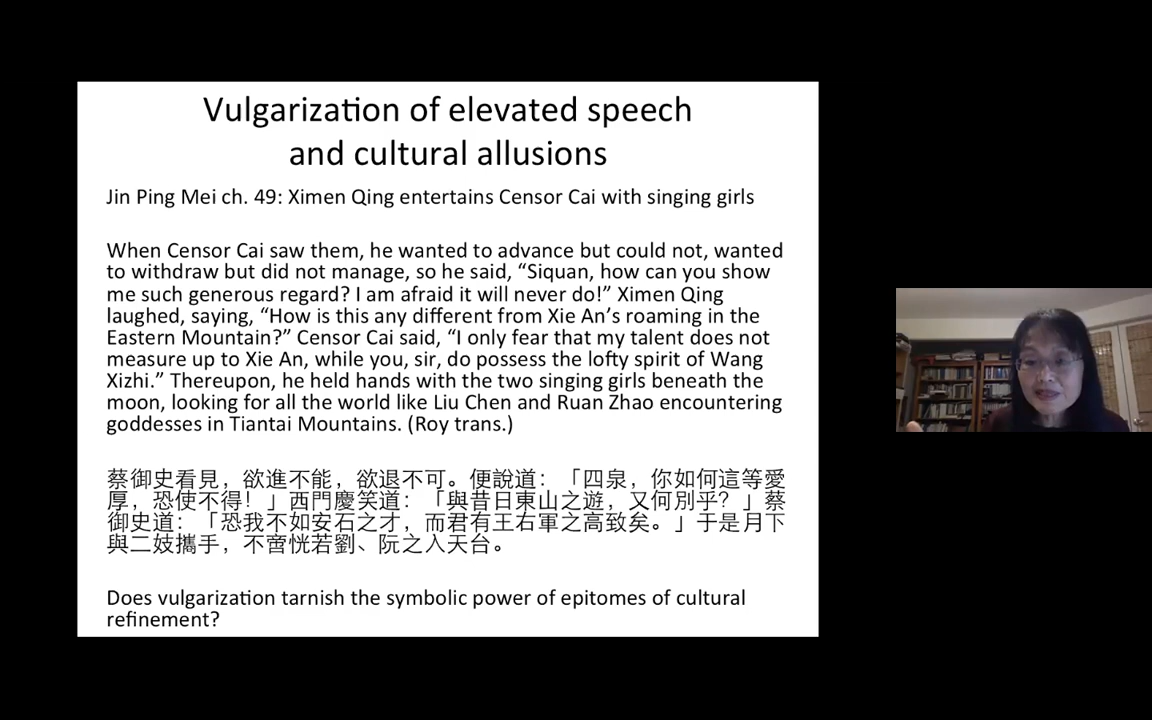 Vulgarization of elevated speech
and cultural allusions
Jin Ping Mei ch. 49: Ximen Qing entertains Censor Cai with singing girls
When Censor Cai saw them, he wanted to advance but could not, wanted
to withdraw but did not manage, so he said, “Siquan, how can you show
me such generous regard? I am afraid it will never do!” Ximen Qing
laughed, saying, “How is this any different from Xie An’s roaming in the
Eastern Mountain?” Censor Cai said, “I only fear that my talent does not
measure up to Xie An, while you, sir, do possess the lofty spirit of Wang
Xizhi.” Thereupon, he held hands with the two singing girls beneath the
moon, looking for all the world like Liu Chen and Ruan Zhao encountering
goddesses in Tiantai Mountains. (Roy trans.)
蔡御史看見，欲進不能，欲退不可。便說道：「四泉，你如何這等愛
厚，恐使不得！」西門慶笑道：「與昔日東山之遊，又何別乎？」蔡
御史道：「恐我不如安石之才，而君有王右軍之高致矣。」于是月下
與二妓攜手，不啻恍若劉、阮之入天台。
Does vulgarization tarnish the symbolic power of epitomes of cultural
refinement?